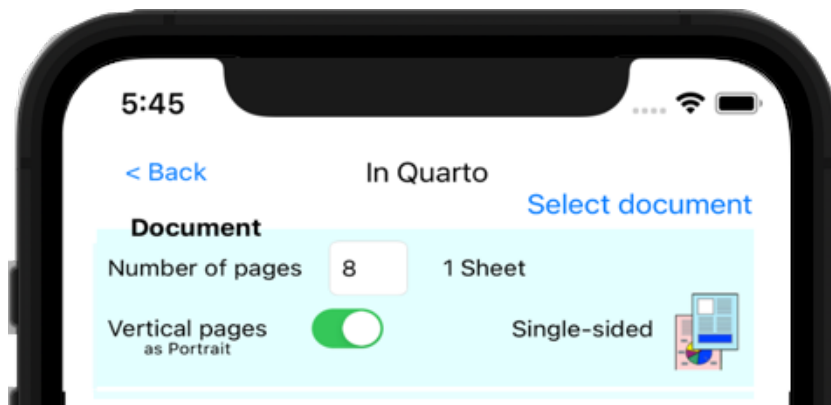 5:45
< Back In Quarto
Select document
Document
Number of pages 8 1 Sheet
Vertical pages Single-sided
as Portrait